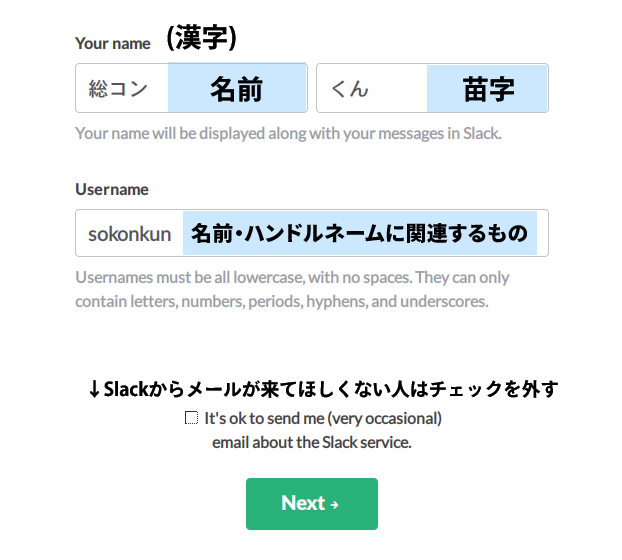 Your name (漢字)
総コン 名前 くん 苗字
Your name will be displayed along with your messages in Slack.
Username
sokonkun 名前・ハンドルネームに関連するもの
Usernames must be all lowercase, with no spaces. They can only
contain letters, numbers, periods, hyphens, and underscores.
↓Slackからメールが来てほしくない人はチェックを外す
It's ok to send me (very occasional)
email about the Slack service.
Next →